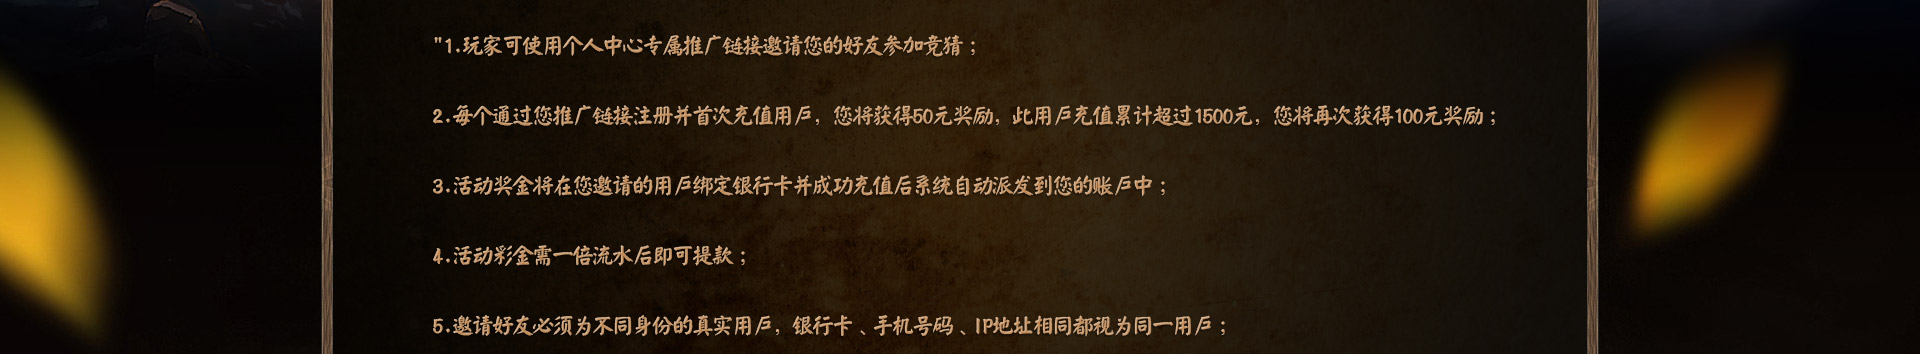 "1.玩家可使用个人中心专属推广链接邀请您的好友参加竞猜；
2.每个通过您推广链接注册并首次充值用户，您将获得50元奖励，此用户充值累计超过1500元，您将再次获得100元奖励；
3.活动奖金将在您邀请的用户绑定银行卡并成功充值后系统自动派发到您的账户中；
4.活动彩金需一倍流水后即可提款；
5.邀请好友必须为不同身份的真实用户，银行卡、手机号码、IP地址相同都视为同一用户；